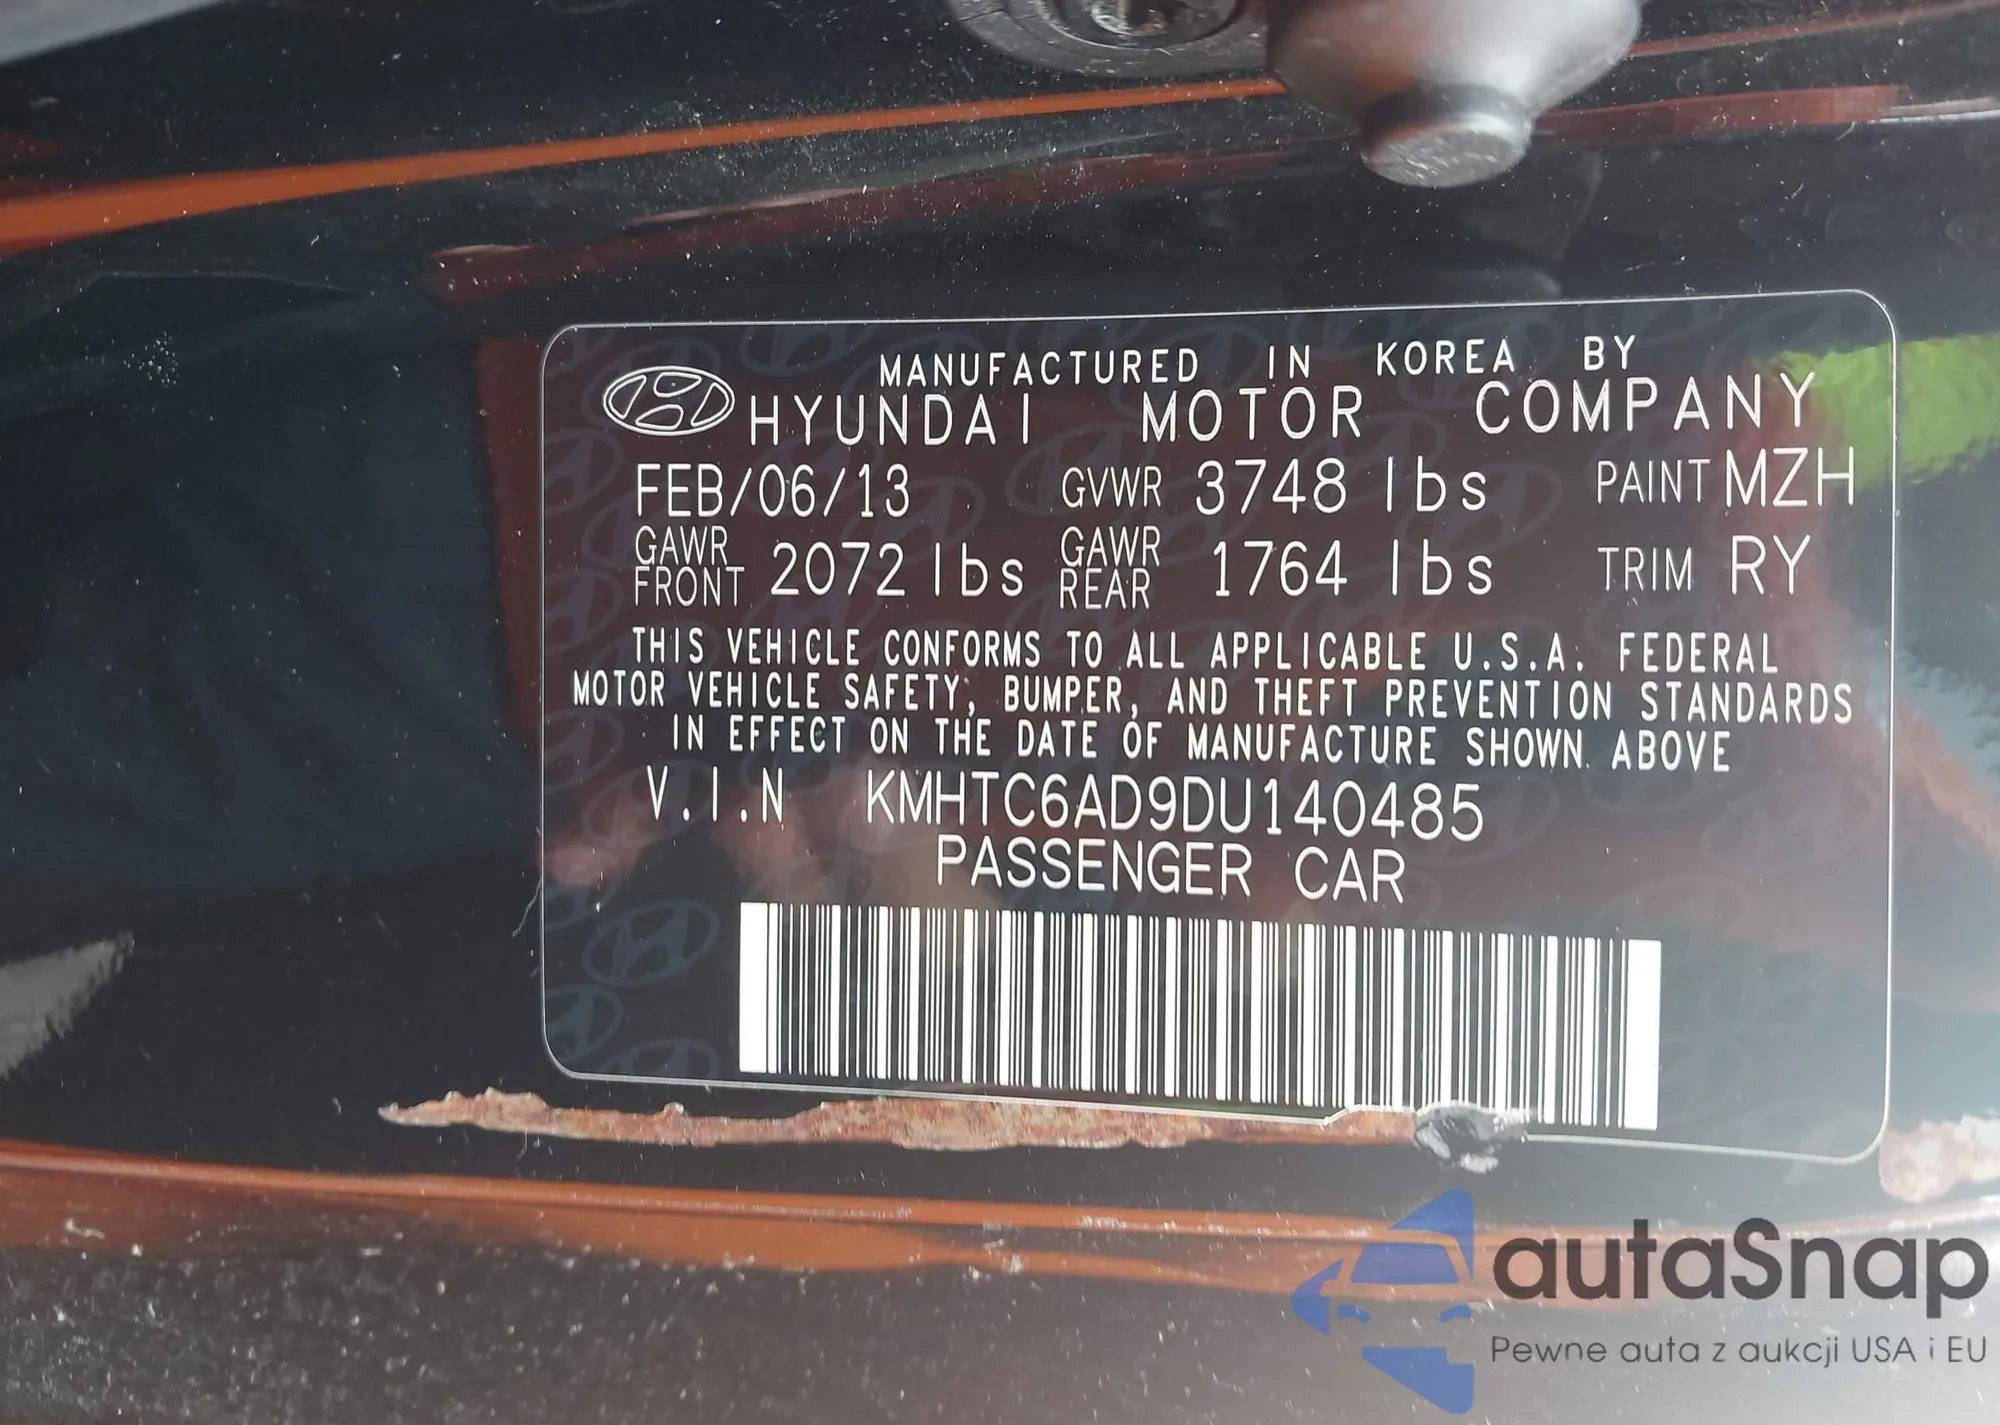 MANUFACTURED IN KOREA BY
HYUNDAI MOTOR COMPANY
FEB/06/13 GVWR 3748 lbs PAINT MZH
GAWR FRONT 2072 lbs GAWR REAR 1764 lbs TRIM RY
THIS VEHICLE CONFORMS TO ALL APPLICABLE U.S.A. FEDERAL
MOTOR VEHICLE SAFETY, BUMPER, AND THEFT PREVENTION STANDARDS
IN EFFECT ON THE DATE OF MANUFACTURE SHOWN ABOVE
V.I.N KMHTC6AD9DU140485
PASSENGER CAR
autaSnap
Pewne auta z aukcji USA i EU